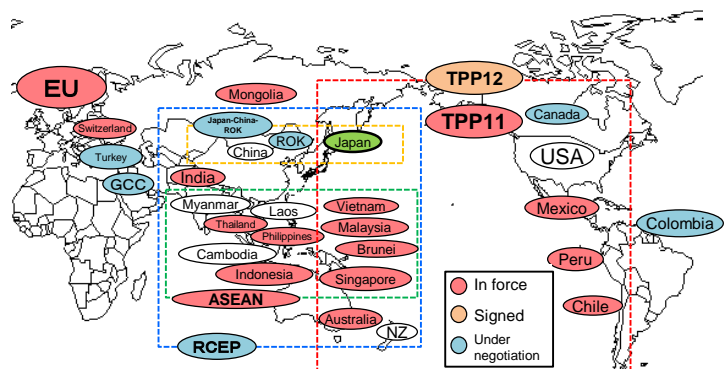 EU
TPP12
Mongolia
TPP11
Canada
Switzerland
Japan-China-
ROK
ROK
Japan
China
USA
Turkey
GCC
India
Myanmar
Laos
Vietnam
Mexico
Colombia
Thailand
Philippines
Malaysia
Brunei
Cambodia
Peru
Indonesia
Singapore
ASEAN
Chile
Australia
NZ
RCEP
In force
Signed
Under
negotiation